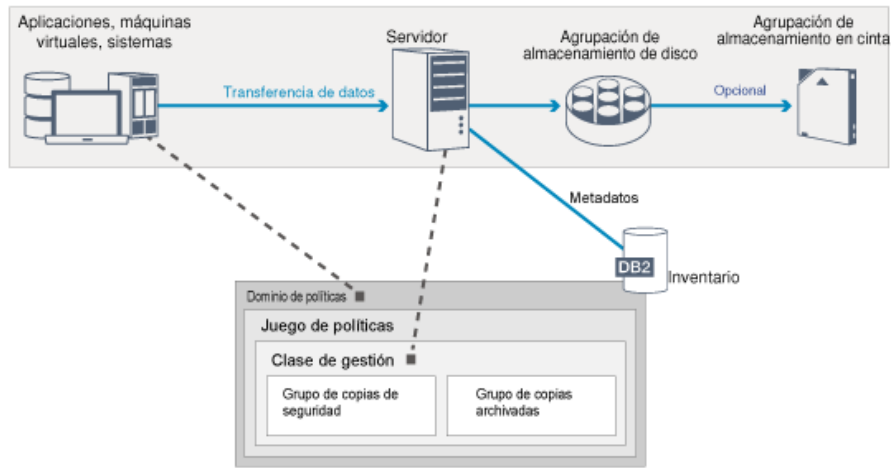 Aplicaciones, máquinas
virtuales, sistemas
Servidor
Agrupación de
almacenamiento de disco
Agrupación de
almacenamiento en cinta
Transferencia de datos
Opcional
Metadatos
DB2
Inventario
Dominio de políticas
Juego de políticas
Clase de gestión
Grupo de copias de
seguridad
Grupo de copias
archivadas